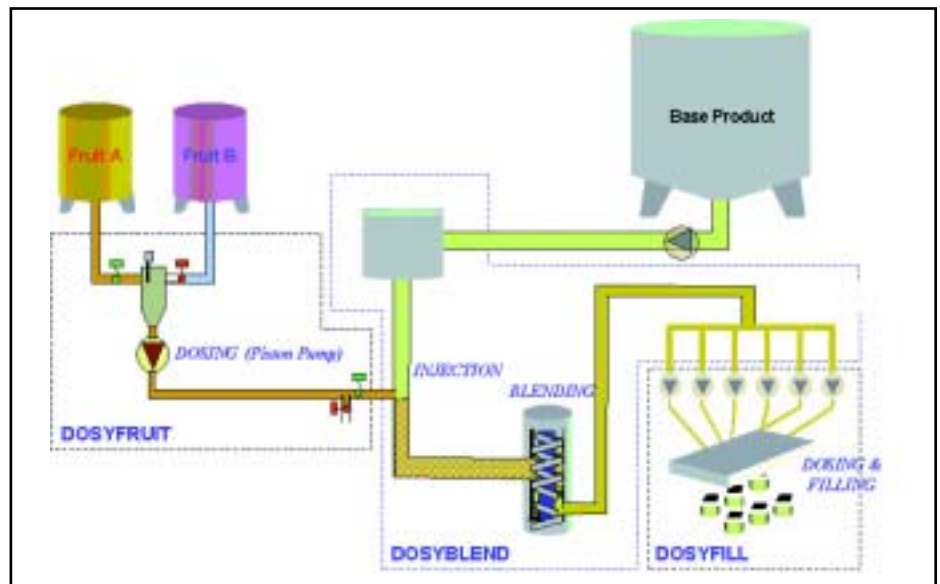 Base Product
Fruit A
Fruit B
DOSING (Piston Pump)
INJECTION
BLENDING
DOSYFRUIT
DOSING &
FILLING
DOSYBLEND
DOSYFILL